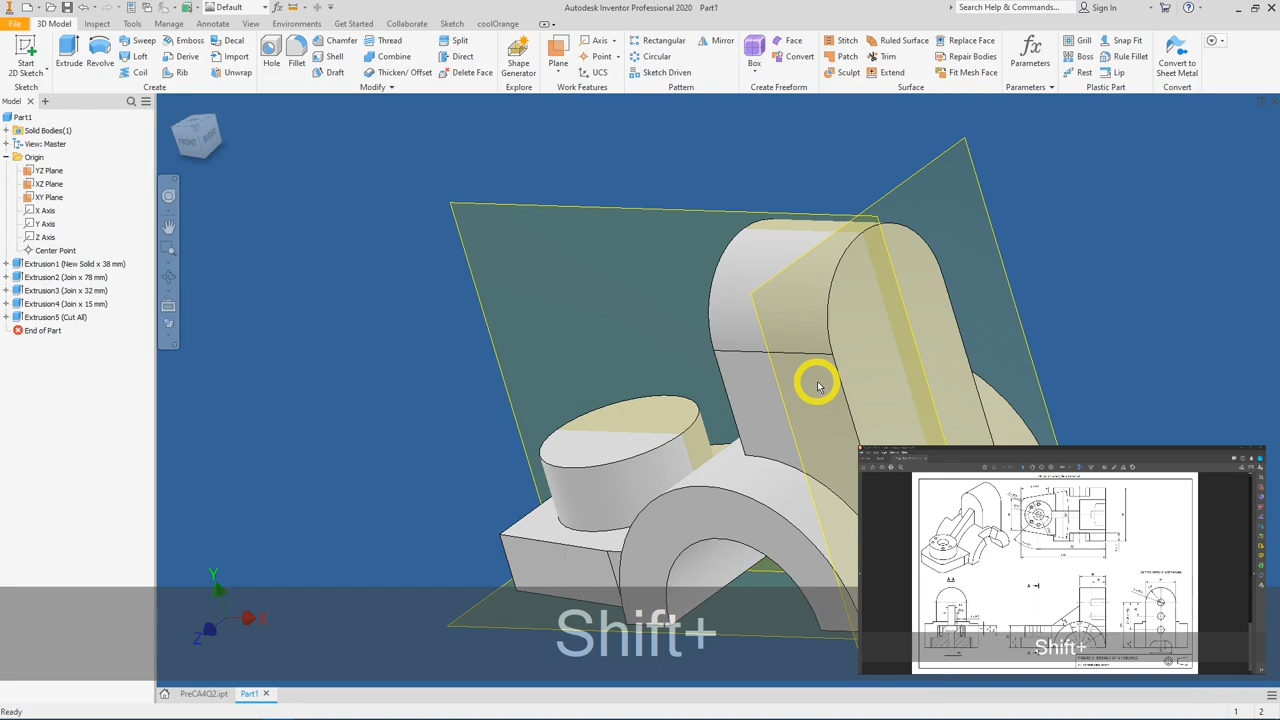 Default
Autodesk Inventor Professional 2020 Part1
Search Help & Commands...
Sign In
File 3D Model Sketch Inspect Tools Manage View Environments Get Started Collaborate Sketch coolOrange
Start
2D Sketch
Extrude
Revolve
Sweep Emboss Decal
Loft Derive Import
Coil Rib Unwrap
Hole
Fillet
Chamfer Thread Split
Shell Combine Direct
Draft Thicken/ Offset Delete Face
Shape
Generator
Plane
Axis
Point
UCS
Rectangular Mirror
Circular
Sketch Driven
Box
Face
Convert
Stitch Ruled Surface Replace Face
Patch Trim Repair Bodies
Sculpt Extend Fit Mesh Face
Parameters
Grill Snap Fit
Boss Rule Fillet
Rest Lip
Convert to
Sheet Metal
Sketch Create Modify Explore Work Features Pattern Create Freeform Surface Parameters Plastic Part Convert
Model
Part1
Solid Bodies(1)
View: Master
Origin
YZ Plane
XZ Plane
XY Plane
X Axis
Y Axis
Z Axis
Center Point
Extrusion1 (New Solid x 38 mm)
Extrusion2 (Join x 78 mm)
Extrusion3 (Join x 32 mm)
Extrusion4 (Join x 15 mm)
Extrusion5 (Cut All)
End of Part
FRONT RIGHT
Y
X
Z
Shift+
Shift+
PreCA4Q2.ipt Part1
Ready 1 2